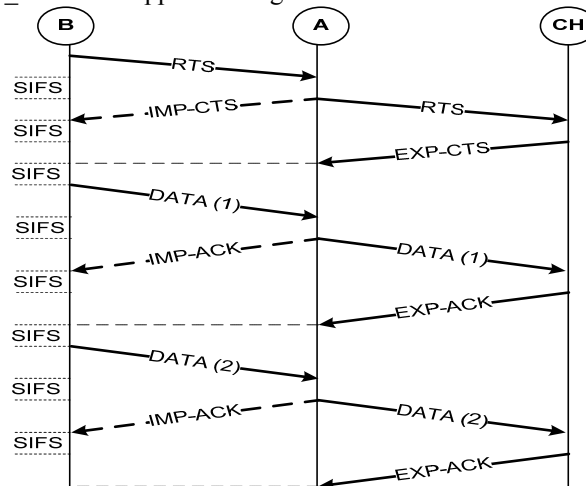 B A CH
RTS
SIFS
IMP-CTS RTS
SIFS
EXP-CTS
SIFS
DATA (1)
SIFS
IMP-ACK DATA (1)
SIFS
EXP-ACK
SIFS
DATA (2)
SIFS
IMP-ACK DATA (2)
SIFS
EXP-ACK